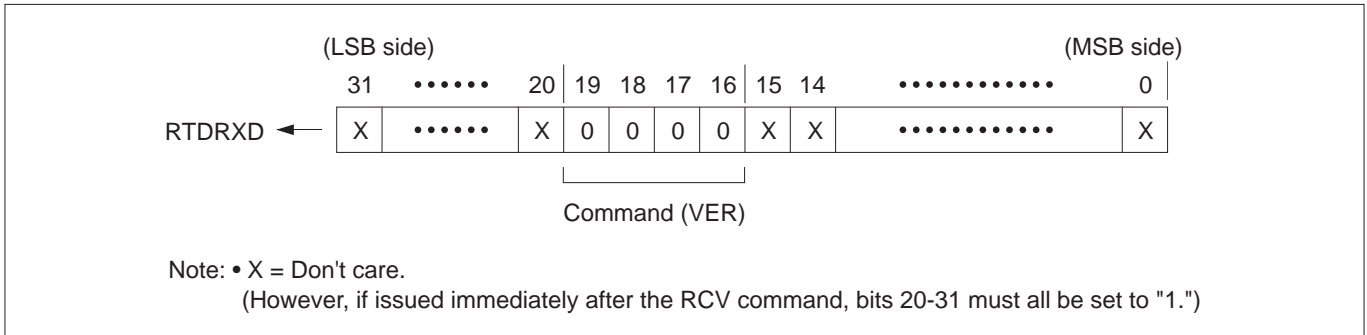 (LSB side) (MSB side)
31 •••••• 20 19 18 17 16 15 14 •••••••••••• 0
RTDRXD X •••••• X 0 0 0 0 X X •••••••••••• X
Command (VER)
Note: • X = Don't care.
(However, if issued immediately after the RCV command, bits 20-31 must all be set to "1.")